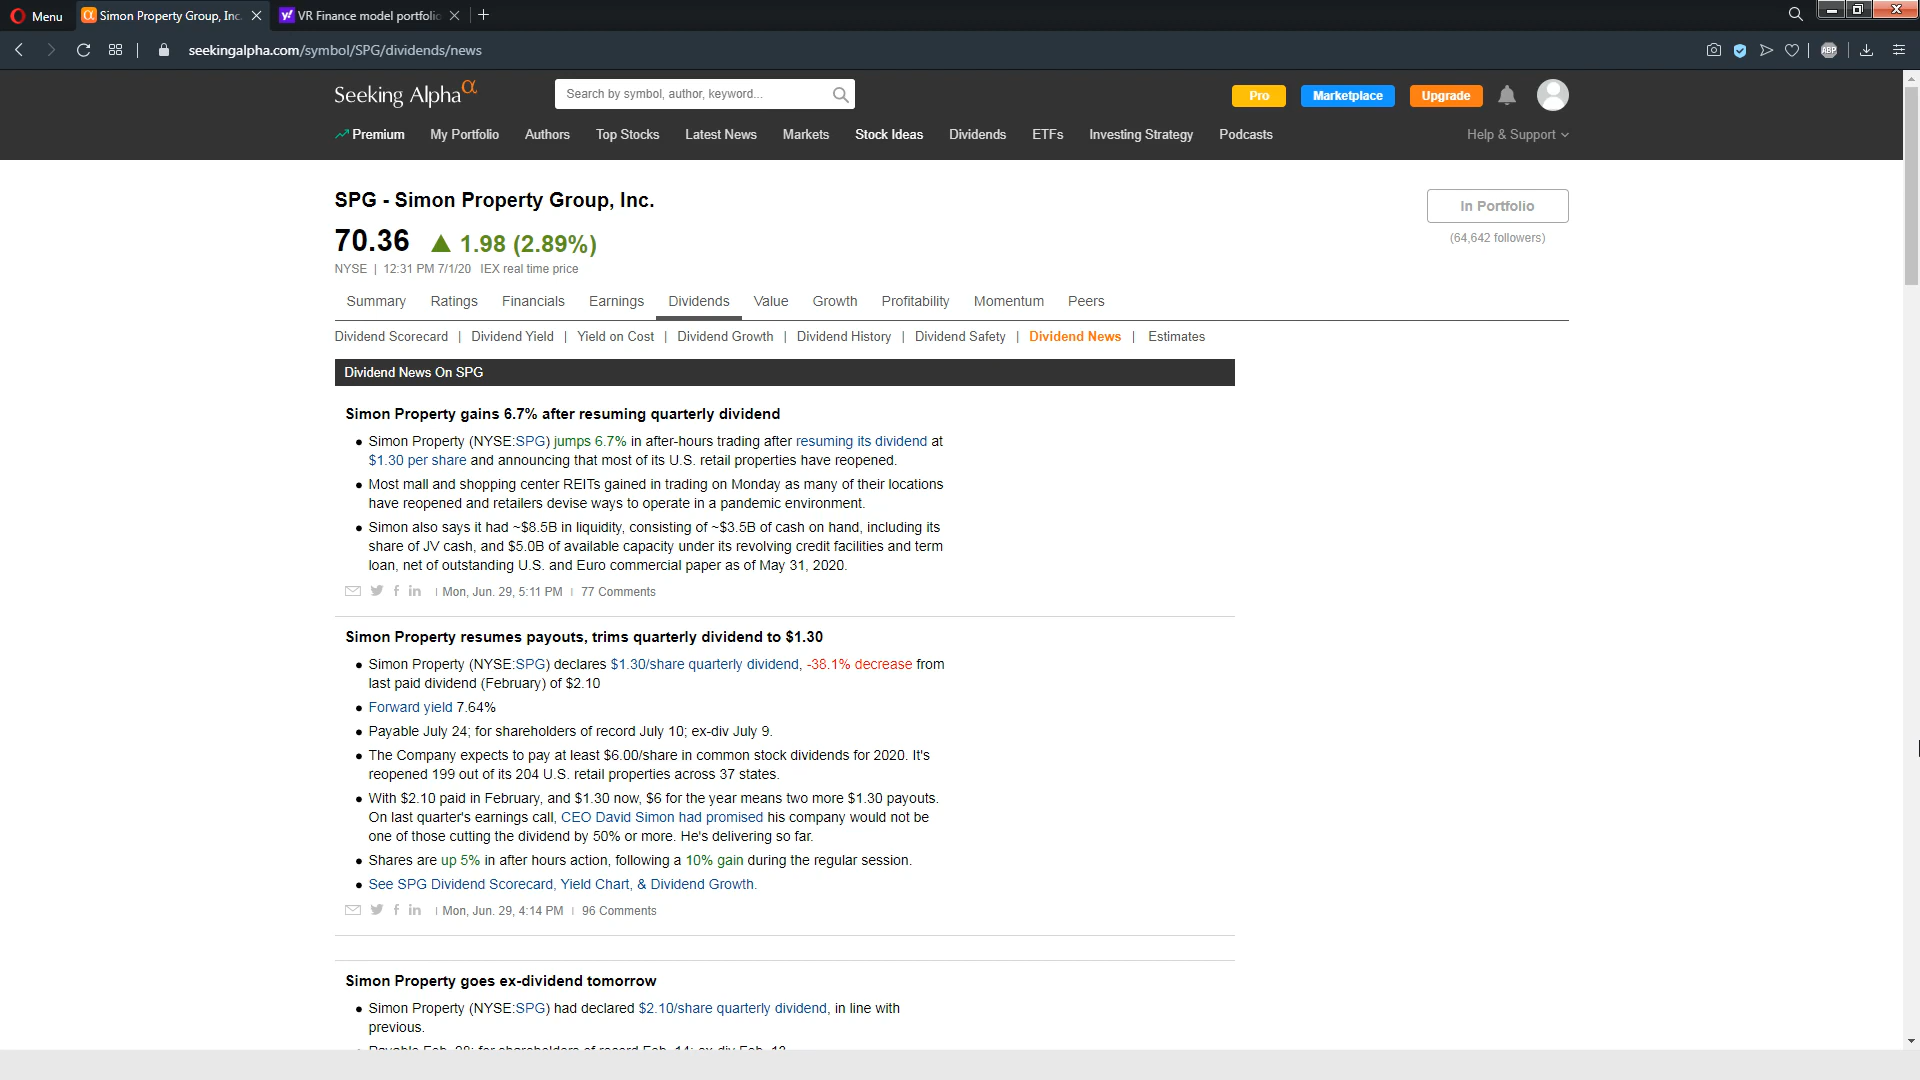 Menu
Simon Property Group, Inc.
VR Finance model portfolio
seekingalpha.com/symbol/SPG/dividends/news
ABP
Seeking Alpha α
Search by symbol, author, keyword...
Pro
Marketplace
Upgrade
Premium My Portfolio Authors Top Stocks Latest News Markets Stock Ideas Dividends ETFs Investing Strategy Podcasts Help & Support
SPG - Simon Property Group, Inc.
In Portfolio
70.36 ▲ 1.98 (2.89%)
(64,642 followers)
NYSE | 12:31 PM 7/1/20 IEX real time price
Summary Ratings Financials Earnings Dividends Value Growth Profitability Momentum Peers
Dividend Scorecard | Dividend Yield | Yield on Cost | Dividend Growth | Dividend History | Dividend Safety | Dividend News | Estimates
Dividend News On SPG
Simon Property gains 6.7% after resuming quarterly dividend
• Simon Property (NYSE:SPG) jumps 6.7% in after-hours trading after resuming its dividend at
$1.30 per share and announcing that most of its U.S. retail properties have reopened.
• Most mall and shopping center REITs gained in trading on Monday as many of their locations
have reopened and retailers devise ways to operate in a pandemic environment.
• Simon also says it had ~$8.5B in liquidity, consisting of ~$3.5B of cash on hand, including its
share of JV cash, and $5.0B of available capacity under its revolving credit facilities and term
loan, net of outstanding U.S. and Euro commercial paper as of May 31, 2020.
| Mon, Jun. 29, 5:11 PM | 77 Comments
Simon Property resumes payouts, trims quarterly dividend to $1.30
• Simon Property (NYSE:SPG) declares $1.30/share quarterly dividend, -38.1% decrease from
last paid dividend (February) of $2.10
• Forward yield 7.64%
• Payable July 24; for shareholders of record July 10; ex-div July 9.
• The Company expects to pay at least $6.00/share in common stock dividends for 2020. It's
reopened 199 out of its 204 U.S. retail properties across 37 states.
• With $2.10 paid in February, and $1.30 now, $6 for the year means two more $1.30 payouts.
On last quarter's earnings call, CEO David Simon had promised his company would not be
one of those cutting the dividend by 50% or more. He's delivering so far.
• Shares are up 5% in after hours action, following a 10% gain during the regular session.
• See SPG Dividend Scorecard, Yield Chart, & Dividend Growth.
| Mon, Jun. 29, 4:14 PM | 96 Comments
Simon Property goes ex-dividend tomorrow
• Simon Property (NYSE:SPG) had declared $2.10/share quarterly dividend, in line with
previous.
Payable Feb. 28; for shareholders of record Feb. 14; ex-div Feb. 13.